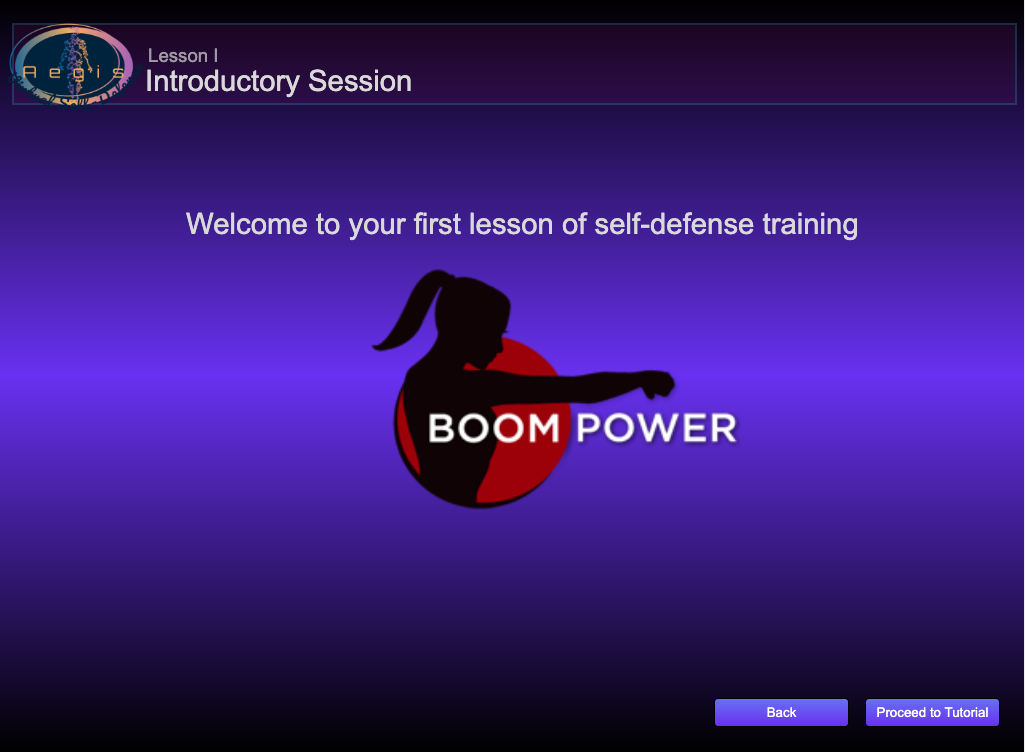 Lesson I
Introductory Session
Aegis
Welcome to your first lesson of self-defense training
BOOM POWER
Back
Proceed to Tutorial